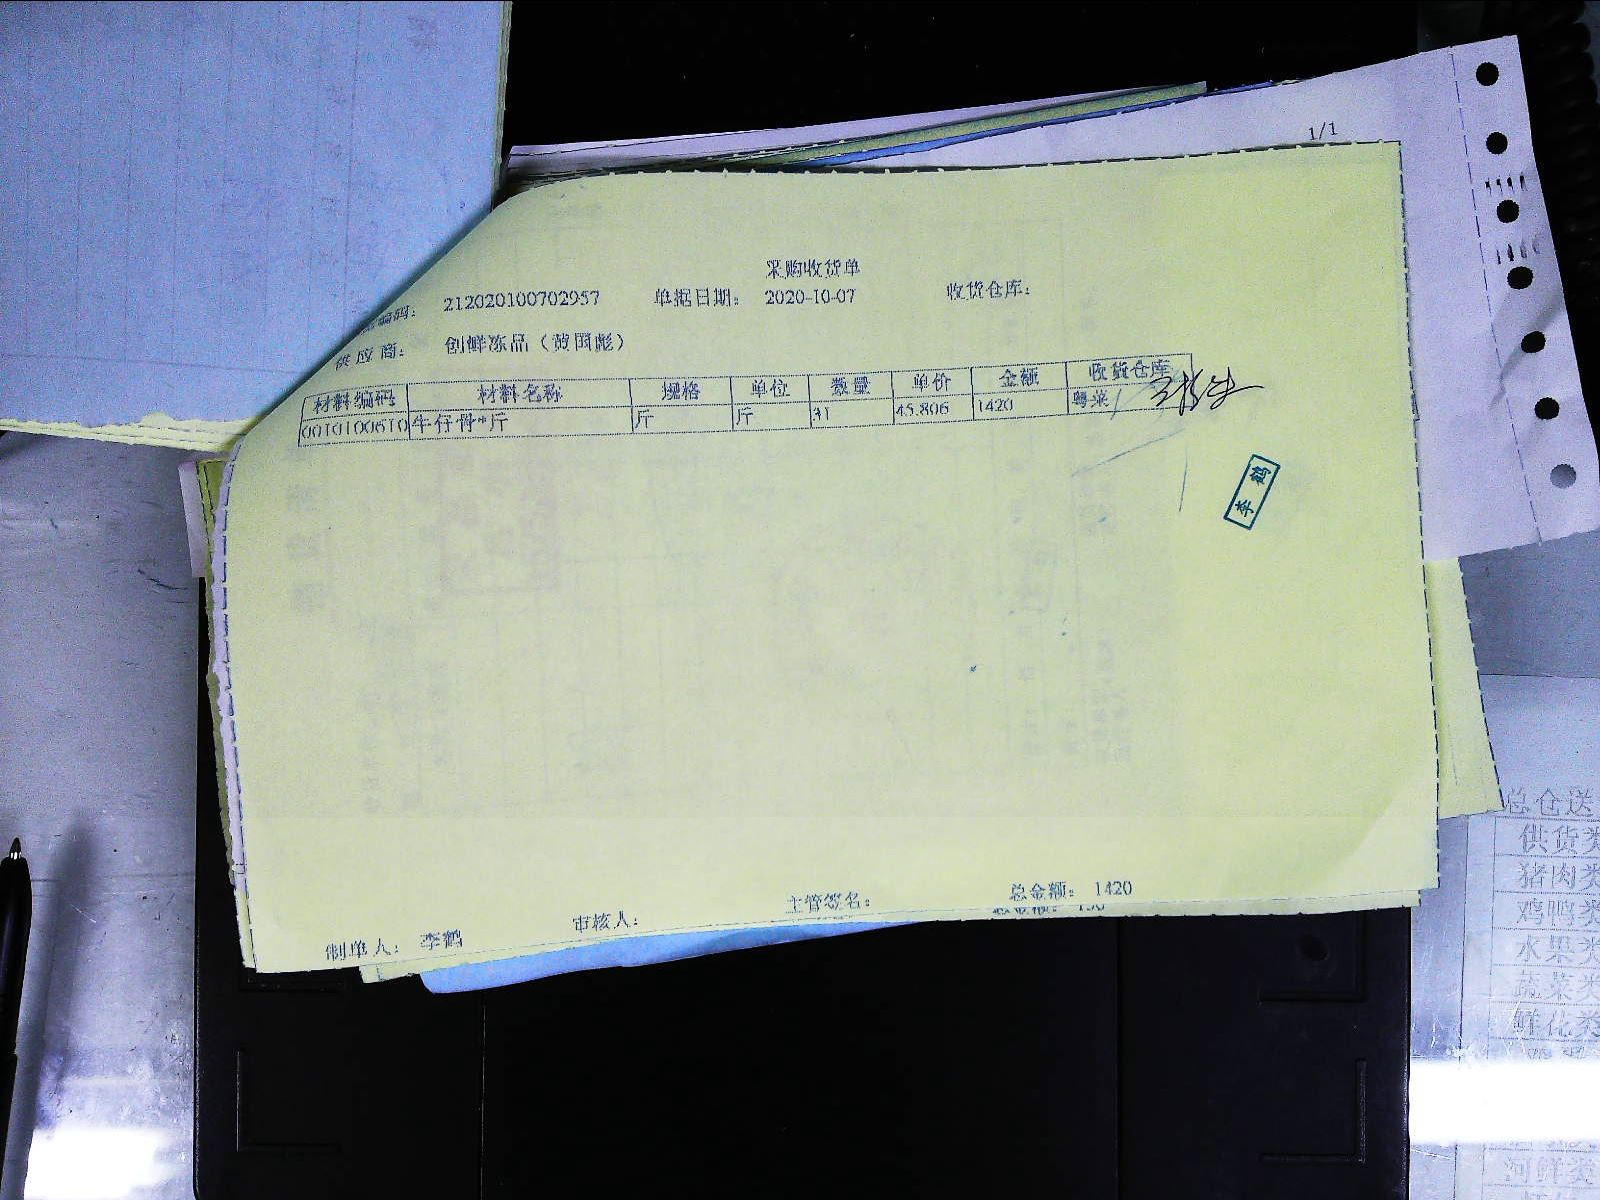 1/1
采购收货单
编码: 212020100702957 单据日期: 2020-10-07 收货仓库:
供应商: 创鲜冻品（黄国彪）
材料编码 材料名称 规格 单位 数量 单价 金额 收货仓库
0010100610 牛仔骨*斤 斤 斤 31 45.806 1420 粤菜
李鹤
制单人: 李鹤 审核人: 主管签名: 总金额: 1420
总仓送
供货类
猪肉类
鸡鸭类
水果类
蔬菜类
鲜花类
河鲜类